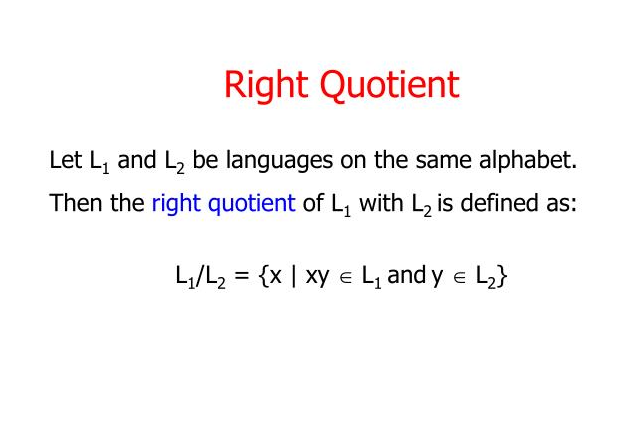 Right Quotient
Let L₁ and L₂ be languages on the same alphabet.
Then the right quotient of L₁ with L₂ is defined as:
L₁/L₂ = {x | xy ∈ L₁ and y ∈ L₂}